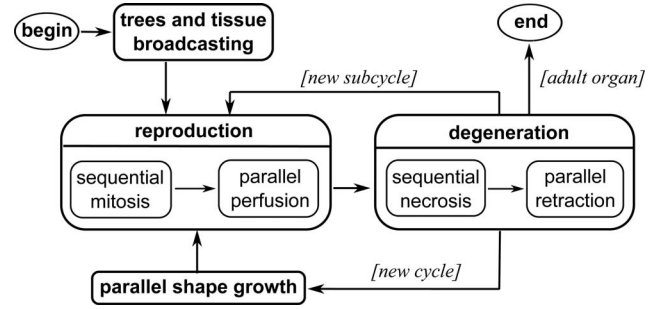 begin
trees and tissue
broadcasting
end
[new subcycle]
[adult organ]
reproduction
sequential
mitosis
parallel
perfusion
degeneration
sequential
necrosis
parallel
retraction
[new cycle]
parallel shape growth